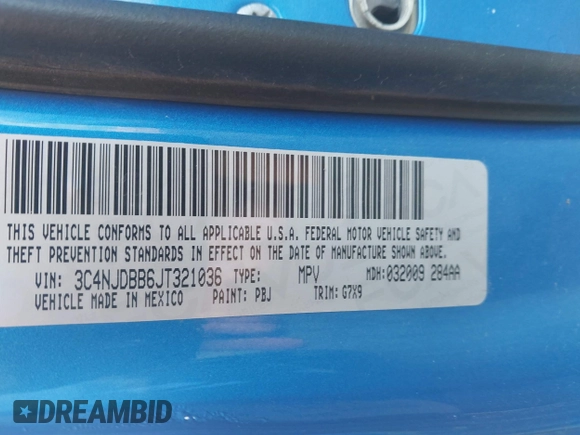 THIS VEHICLE CONFORMS TO ALL APPLICABLE U.S.A. FEDERAL MOTOR VEHICLE SAFETY AND
THEFT PREVENTION STANDARDS IN EFFECT ON THE DATE OF MANUFACTURE SHOWN ABOVE.
VIN: 3C4NJDBB6JT321036 TYPE: MPV MDH: 032009 284AA
VEHICLE MADE IN MEXICO PAINT: PBJ TRIM: G7X9
DREAMBID